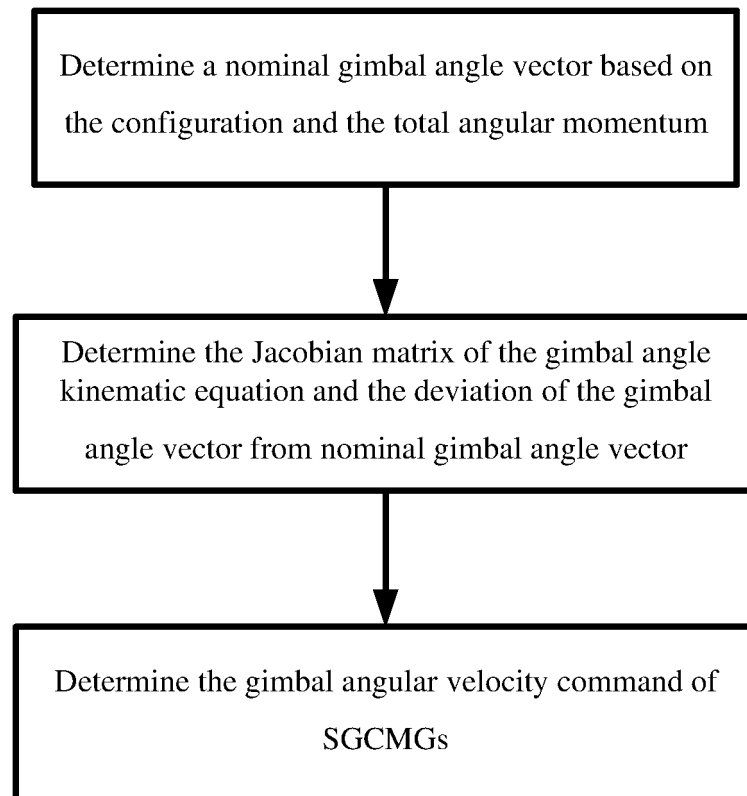 Determine a nominal gimbal angle vector based on
the configuration and the total angular momentum
Determine the Jacobian matrix of the gimbal angle
kinematic equation and the deviation of the gimbal
angle vector from nominal gimbal angle vector
Determine the gimbal angular velocity command of
SGCMGs